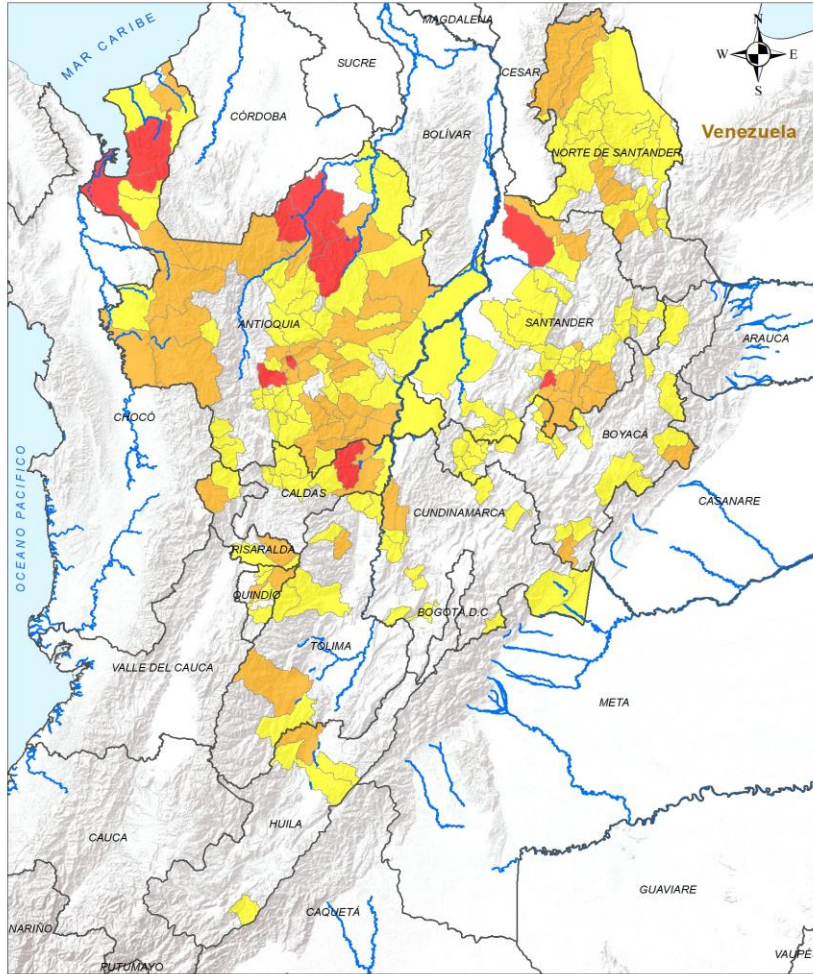 MAGDALENA
N
W
E
S
MAR CARIBE
SUCRE
CESAR
CÓRDOBA
BOLÍVAR
Venezuela
NORTE DE SANTANDER
ANTIOQUIA
SANTANDER
ARAUCA
CHOCÓ
BOYACÁ
OCEANO PACIFICO
CALDAS
CUNDINAMARCA
CASANARE
RISARALDA
QUINDÍO
BOGOTÁ, D.C
TOLIMA
VALLE DEL CAUCA
META
HUILA
CAUCA
GUAVIARE
CAQUETÁ
NARIÑO
PUTUMAYO
VAUPÉ